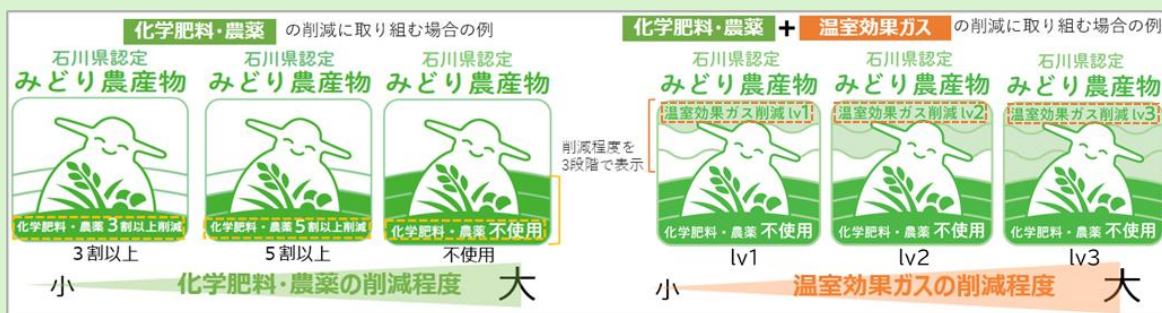 化学肥料・農薬 の削減に取り組む場合の例
石川県認定
みどり農産物
化学肥料・農薬 3割以上削減
3割以上
石川県認定
みどり農産物
化学肥料・農薬 5割以上削減
5割以上
石川県認定
みどり農産物
化学肥料・農薬 不使用
不使用
小 化学肥料・農薬の削減程度 大
化学肥料・農薬 + 温室効果ガス の削減に取り組む場合の例
削減程度を
3段階で表示
石川県認定
みどり農産物
温室効果ガス削減 lv1
化学肥料・農薬 不使用
lv1
石川県認定
みどり農産物
温室効果ガス削減 lv2
化学肥料・農薬 不使用
lv2
石川県認定
みどり農産物
温室効果ガス削減 lv3
化学肥料・農薬 不使用
lv3
小 温室効果ガスの削減程度 大